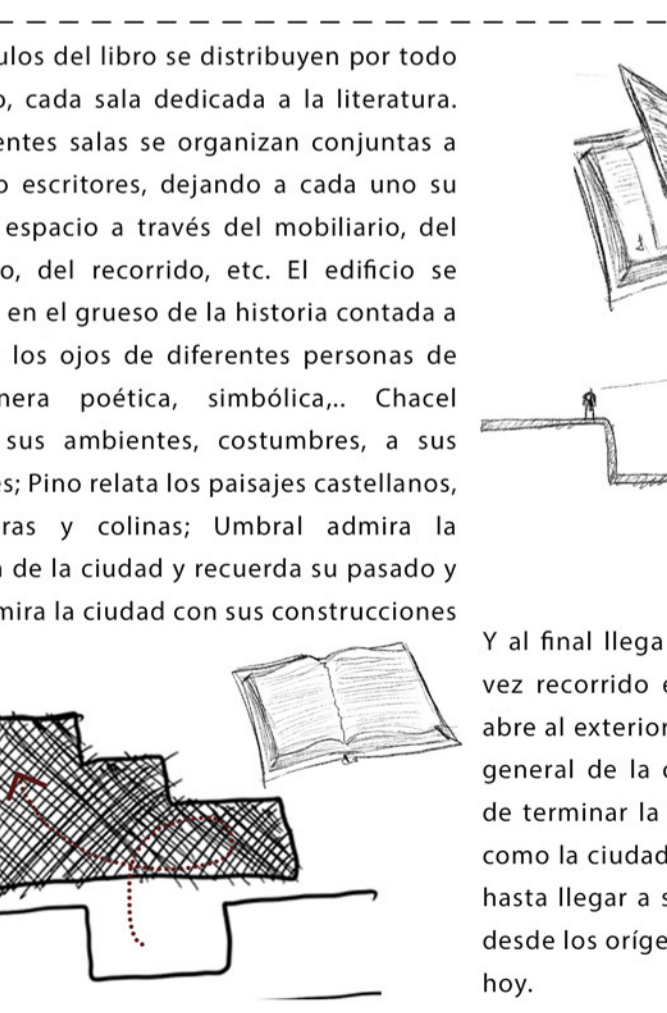 ulos del libro se distribuyen por todo
o, cada sala dedicada a la literatura.
entes salas se organizan conjuntas a
o escritores, dejando a cada uno su
espacio a través del mobiliario, del
o, del recorrido, etc. El edificio se
en el grueso de la historia contada a
los ojos de diferentes personas de
nera poética, simbólica,.. Chacel
sus ambientes, costumbres, a sus
es; Pino relata los paisajes castellanos,
ras y colinas; Umbral admira la
a de la ciudad y recuerda su pasado y
mira la ciudad con sus construcciones
Y al final llega
vez recorrido e
abre al exterior
general de la c
de terminar la
como la ciudad
hasta llegar a s
desde los oríge
hoy.